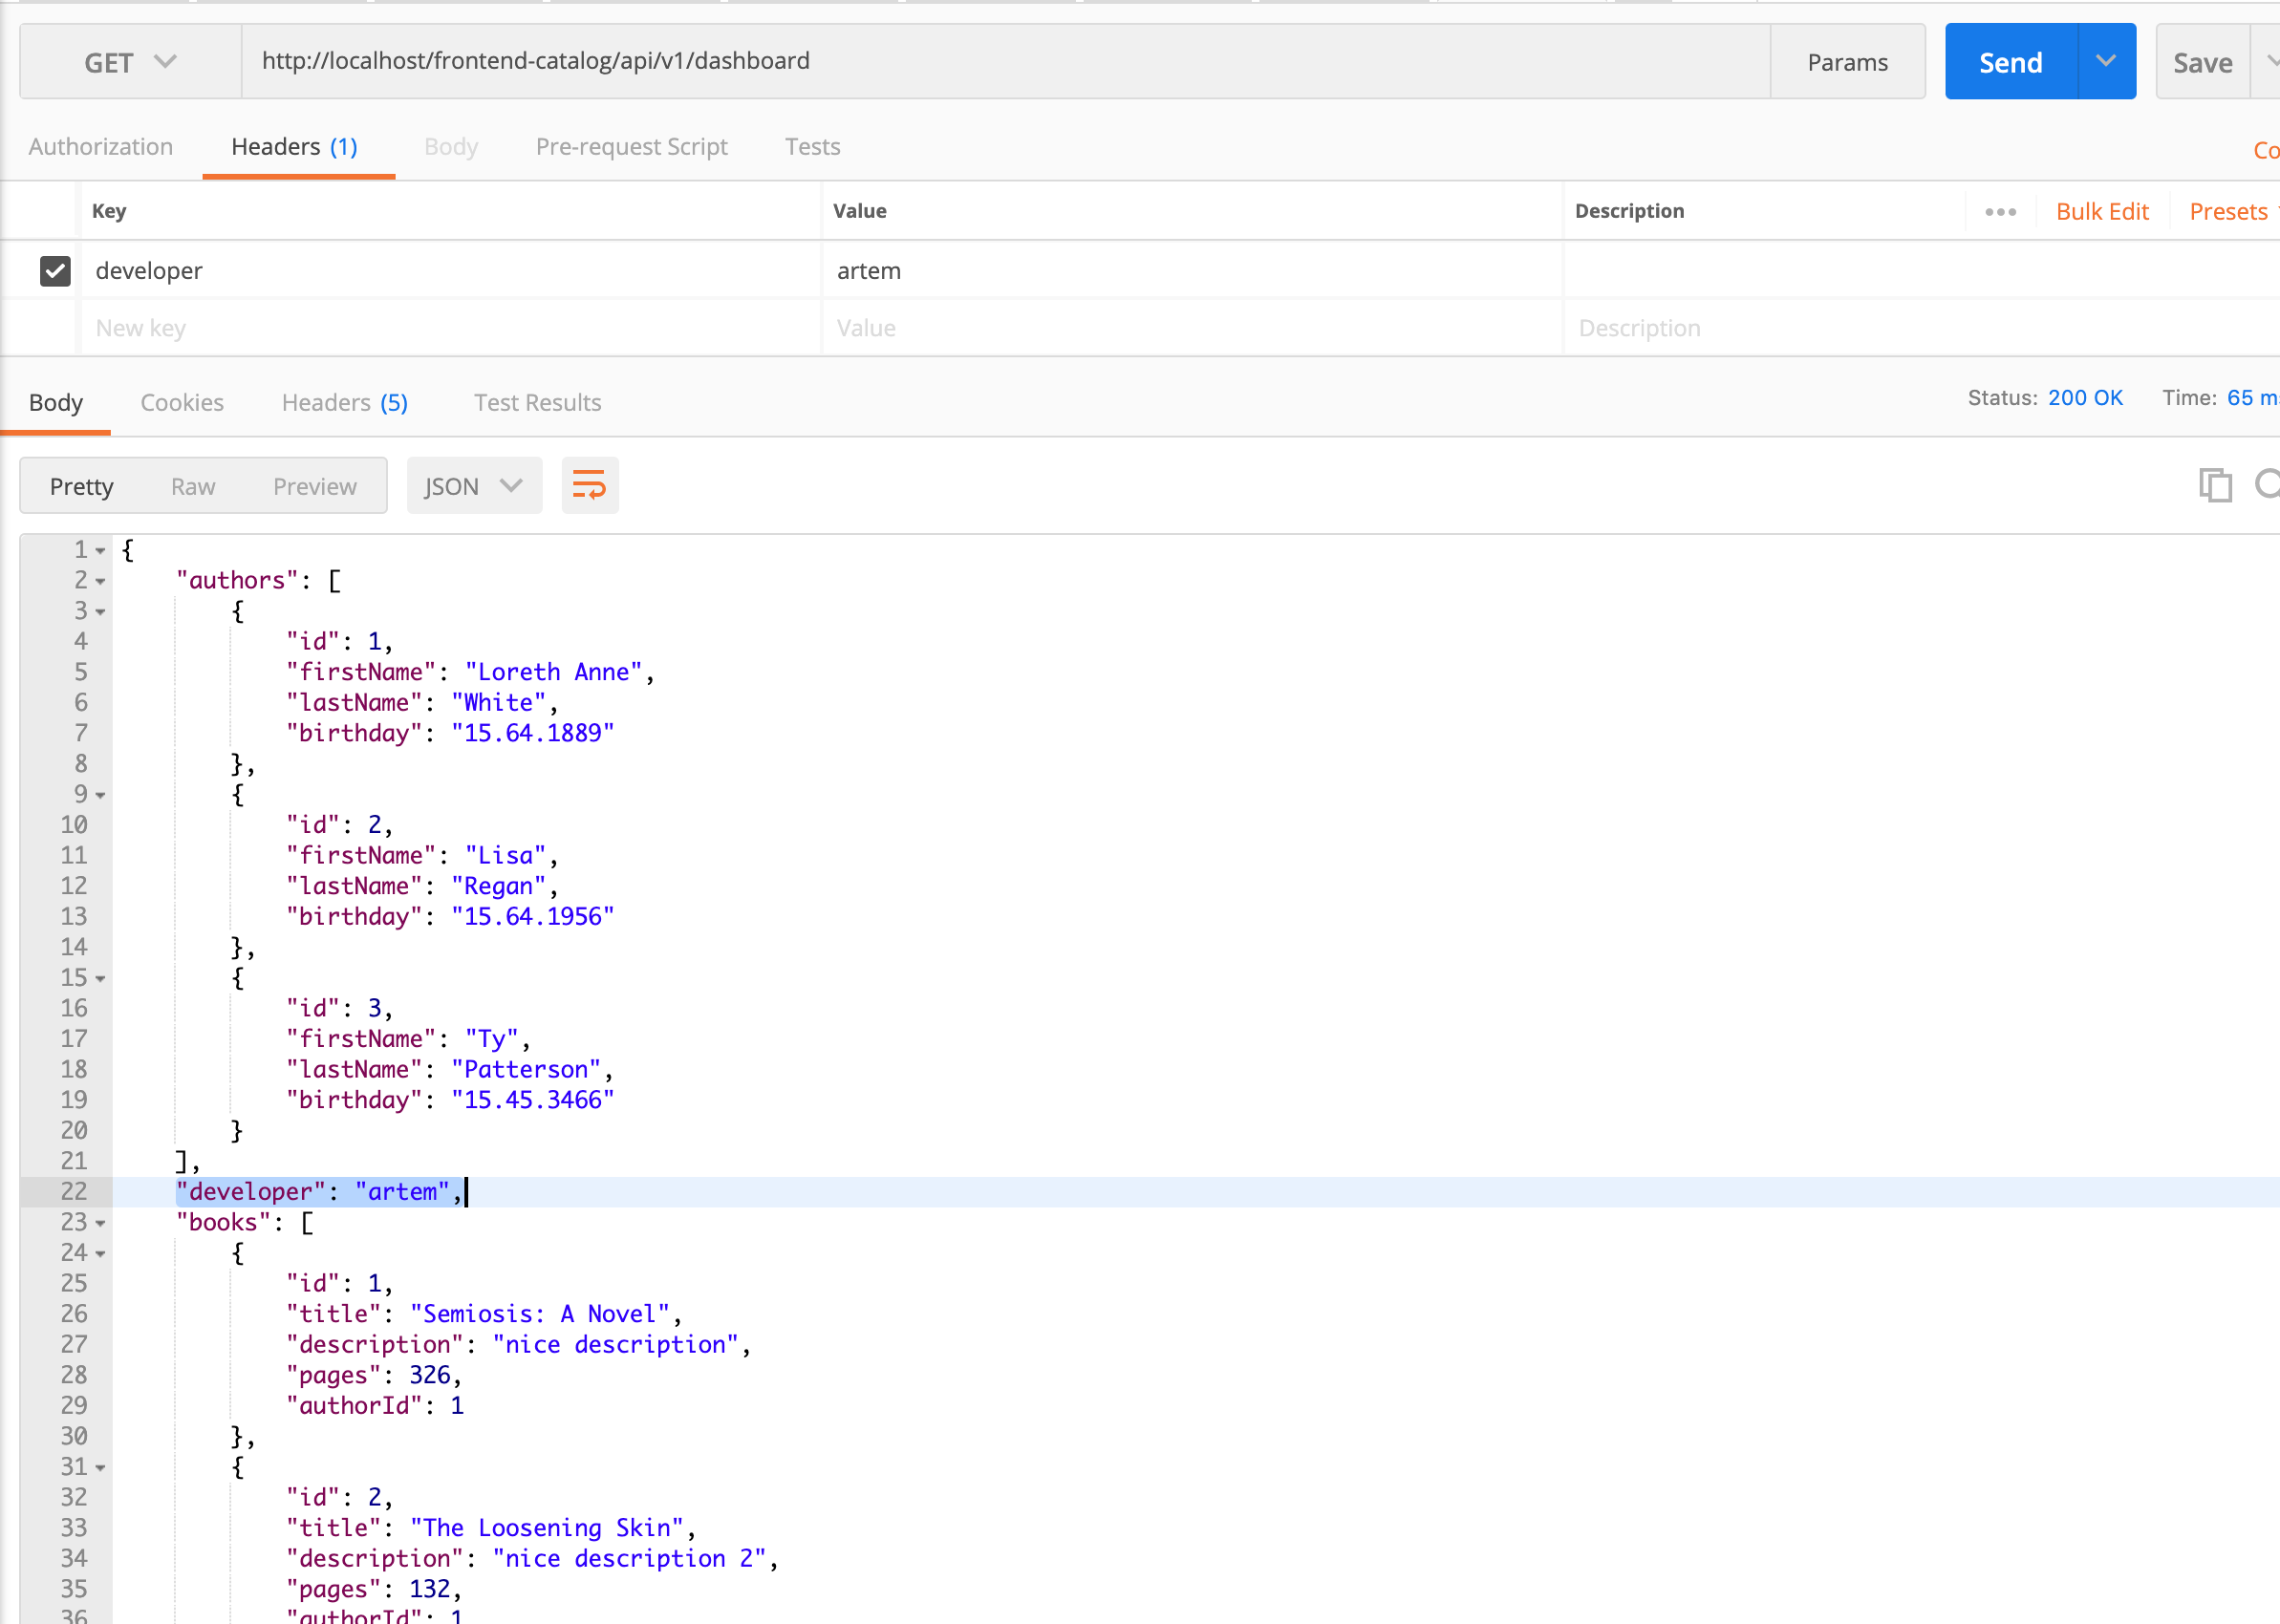 GET http://localhost/frontend-catalog/api/v1/dashboard Params Send Save
Authorization Headers (1) Body Pre-request Script Tests
Key Value Description ••• Bulk Edit Presets
developer artem
New key Value Description
Body Cookies Headers (5) Test Results Status: 200 OK Time: 65
Pretty Raw Preview JSON
1 {
2 "authors": [
3 {
4 "id": 1,
5 "firstName": "Loreth Anne",
6 "lastName": "White",
7 "birthday": "15.64.1889"
8 },
9 {
10 "id": 2,
11 "firstName": "Lisa",
12 "lastName": "Regan",
13 "birthday": "15.64.1956"
14 },
15 {
16 "id": 3,
17 "firstName": "Ty",
18 "lastName": "Patterson",
19 "birthday": "15.45.3466"
20 }
21 ],
22 "developer": "artem",
23 "books": [
24 {
25 "id": 1,
26 "title": "Semiosis: A Novel",
27 "description": "nice description",
28 "pages": 326,
29 "authorId": 1
30 },
31 {
32 "id": 2,
33 "title": "The Loosening Skin",
34 "description": "nice description 2",
35 "pages": 132,
36 "authorId": 1